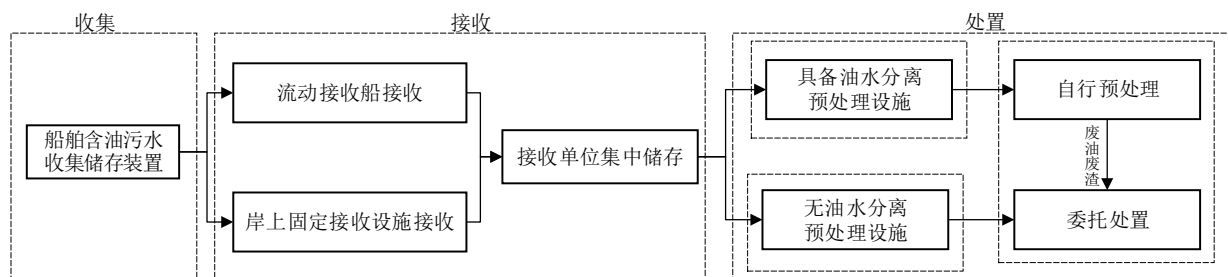 收集
接收
处置
船舶含油污水
收集储存装置
流动接收船接收
岸上固定接收设施接收
接收单位集中储存
具备油水分离
预处理设施
无油水分离
预处理设施
自行预处理
废油废渣
委托处置